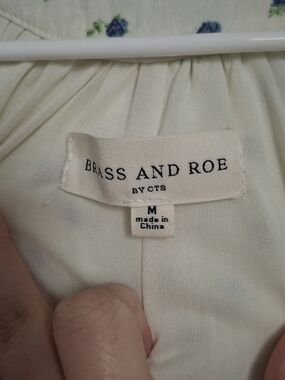 BRASS AND ROE
BY CTS
M
made in
China